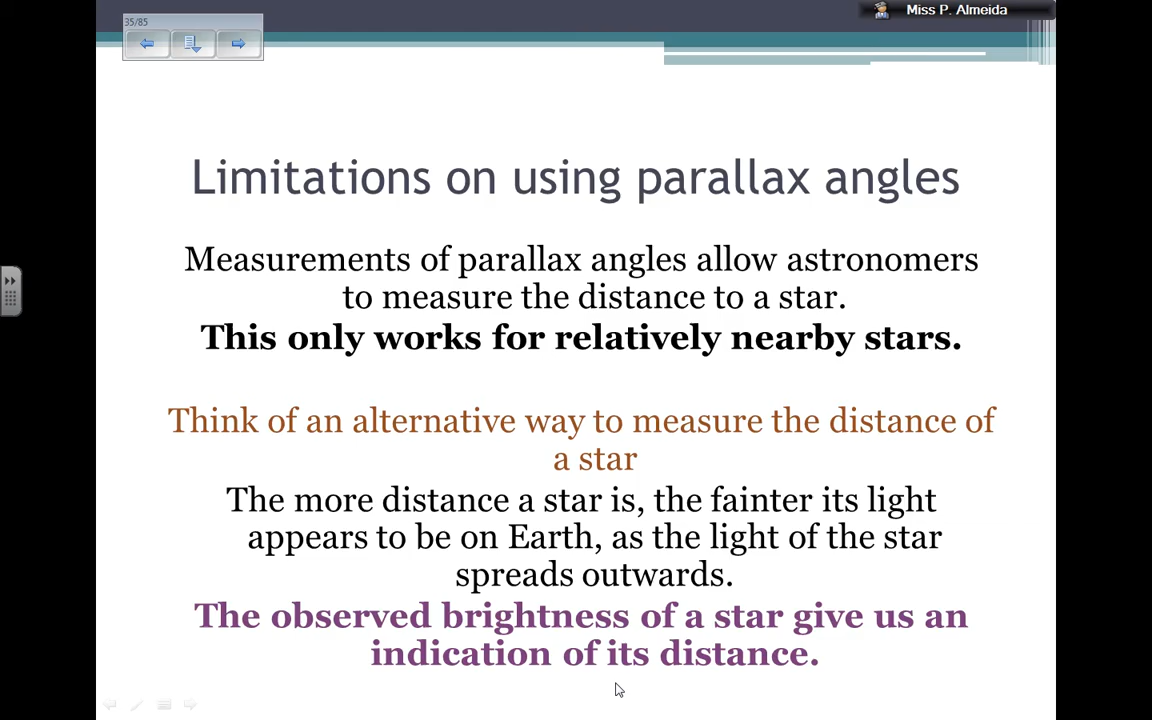 35/85
Miss P. Almeida
Limitations on using parallax angles
Measurements of parallax angles allow astronomers
to measure the distance to a star.
This only works for relatively nearby stars.
Think of an alternative way to measure the distance of
a star
The more distance a star is, the fainter its light
appears to be on Earth, as the light of the star
spreads outwards.
The observed brightness of a star give us an
indication of its distance.